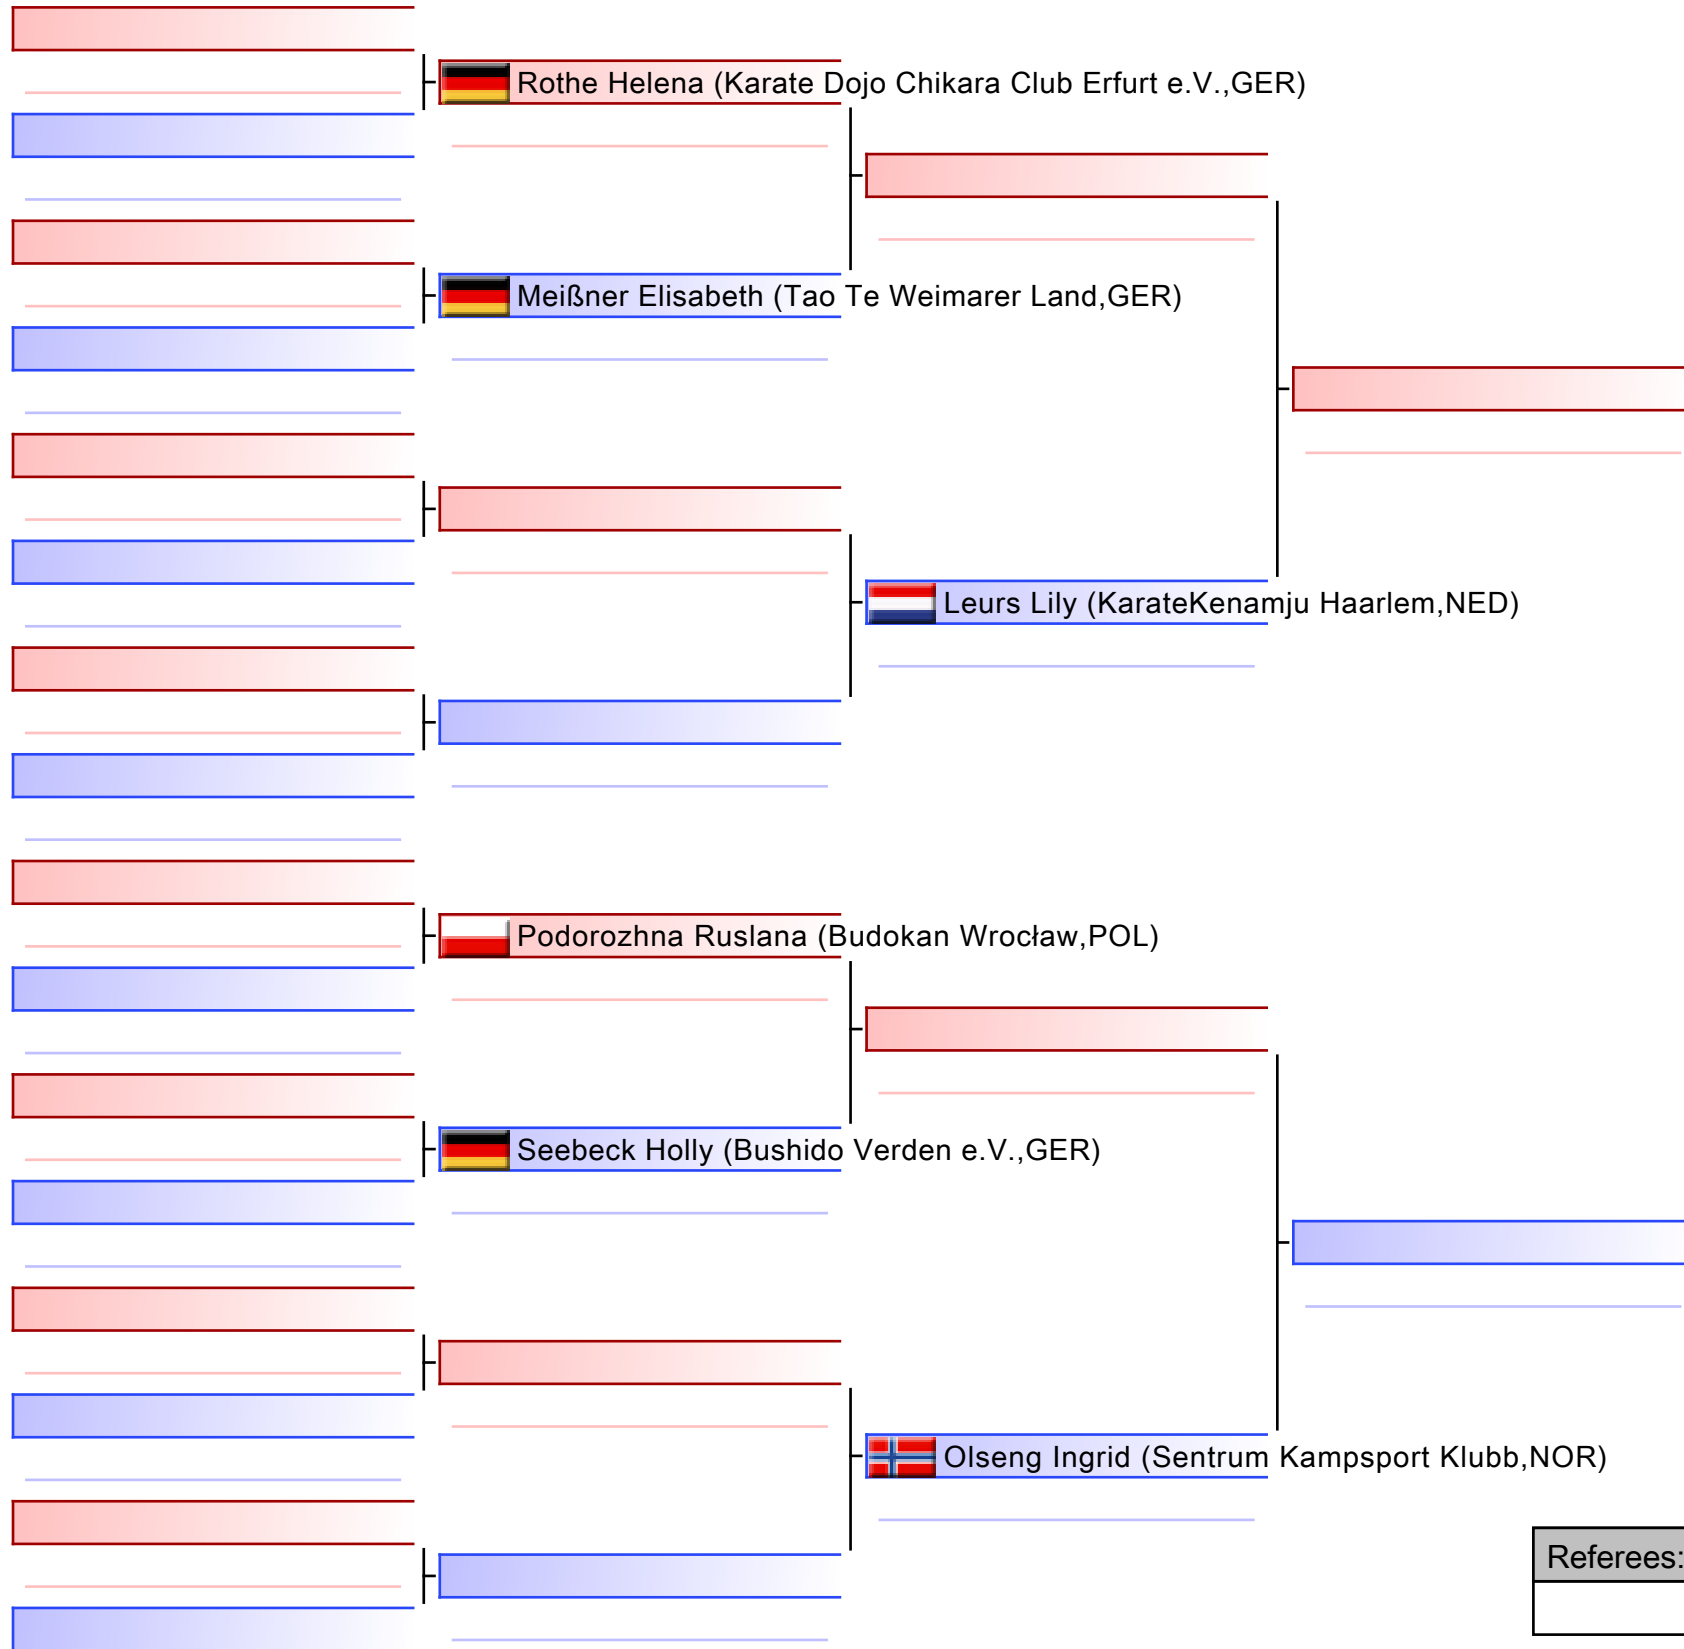 Rothe Helena (Karate Dojo Chikara Club Erfurt e.V.,GER)
Meißner Elisabeth (Tao Te Weimarer Land,GER)
Leurs Lily (KarateKenamju Haarlem,NED)
Podorozhna Ruslana (Budokan Wrocław,POL)
Seebeck Holly (Bushido Verden e.V.,GER)
Olseng Ingrid (Sentrum Kampsport Klubb,NOR)
Referees: